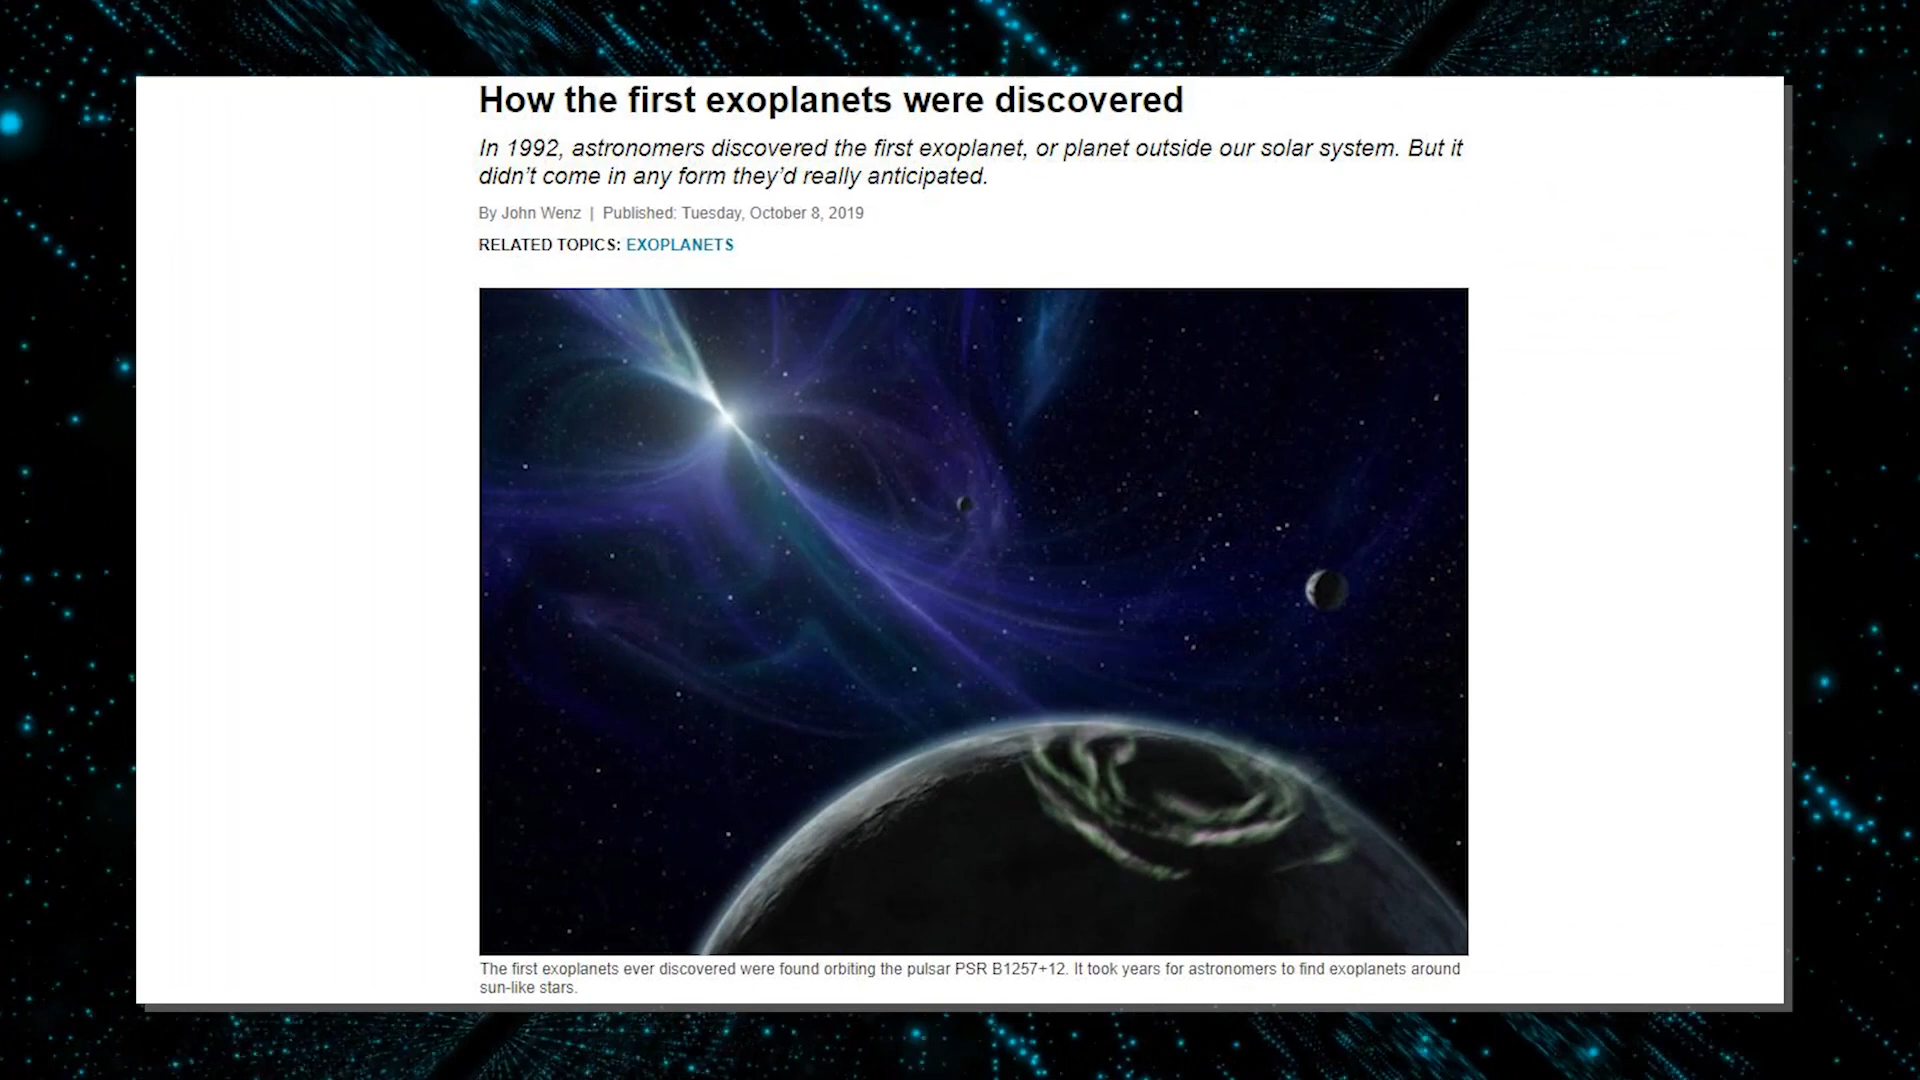 How the first exoplanets were discovered
In 1992, astronomers discovered the first exoplanet, or planet outside our solar system. But it
didn’t come in any form they’d really anticipated.
By John Wenz | Published: Tuesday, October 8, 2019
RELATED TOPICS: EXOPLANETS
The first exoplanets ever discovered were found orbiting the pulsar PSR B1257+12. It took years for astronomers to find exoplanets around
sun-like stars.